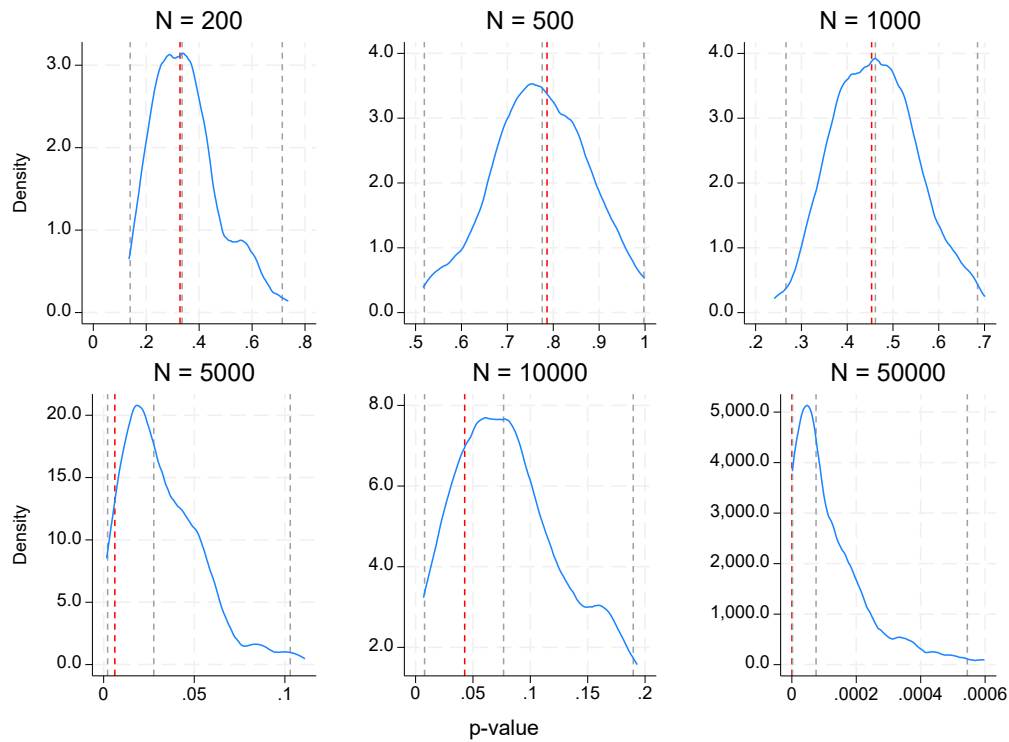 N = 200
N = 500
N = 1000
Density
3.0
2.0
1.0
0.0
0 .2 .4 .6 .8
4.0
3.0
2.0
1.0
0.0
.5 .6 .7 .8 .9 1
4.0
3.0
2.0
1.0
0.0
.2 .3 .4 .5 .6 .7
N = 5000
N = 10000
N = 50000
Density
20.0
15.0
10.0
5.0
0.0
0 .05 .1
8.0
6.0
4.0
2.0
0 .05 .1 .15 .2
5,000.0
4,000.0
3,000.0
2,000.0
1,000.0
0.0
0 .0002 .0004 .0006
p-value